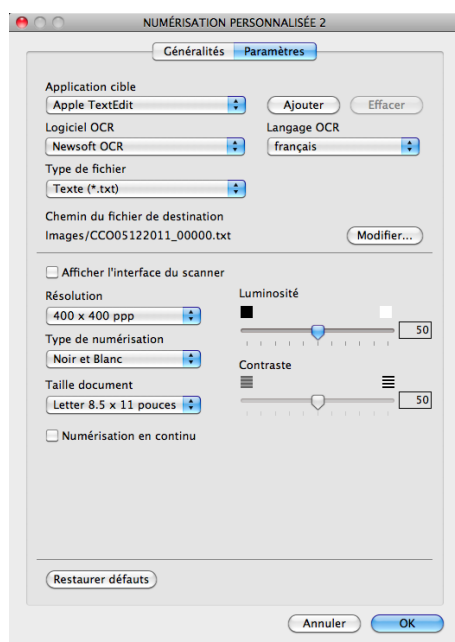 NUMÉRISATION PERSONNALISÉE 2
Généralités Paramètres
Application cible
Apple TextEdit Ajouter Effacer
Logiciel OCR Langage OCR
Newsoft OCR français
Type de fichier
Texte (*.txt)
Chemin du fichier de destination
Images/CCO05122011_00000.txt Modifier...
Afficher l'interface du scanner
Résolution Luminosité
400 x 400 ppp 50
Type de numérisation
Noir et Blanc Contraste
Taille document
Letter 8.5 x 11 pouces 50
Numérisation en continu
Restaurer défauts
Annuler OK